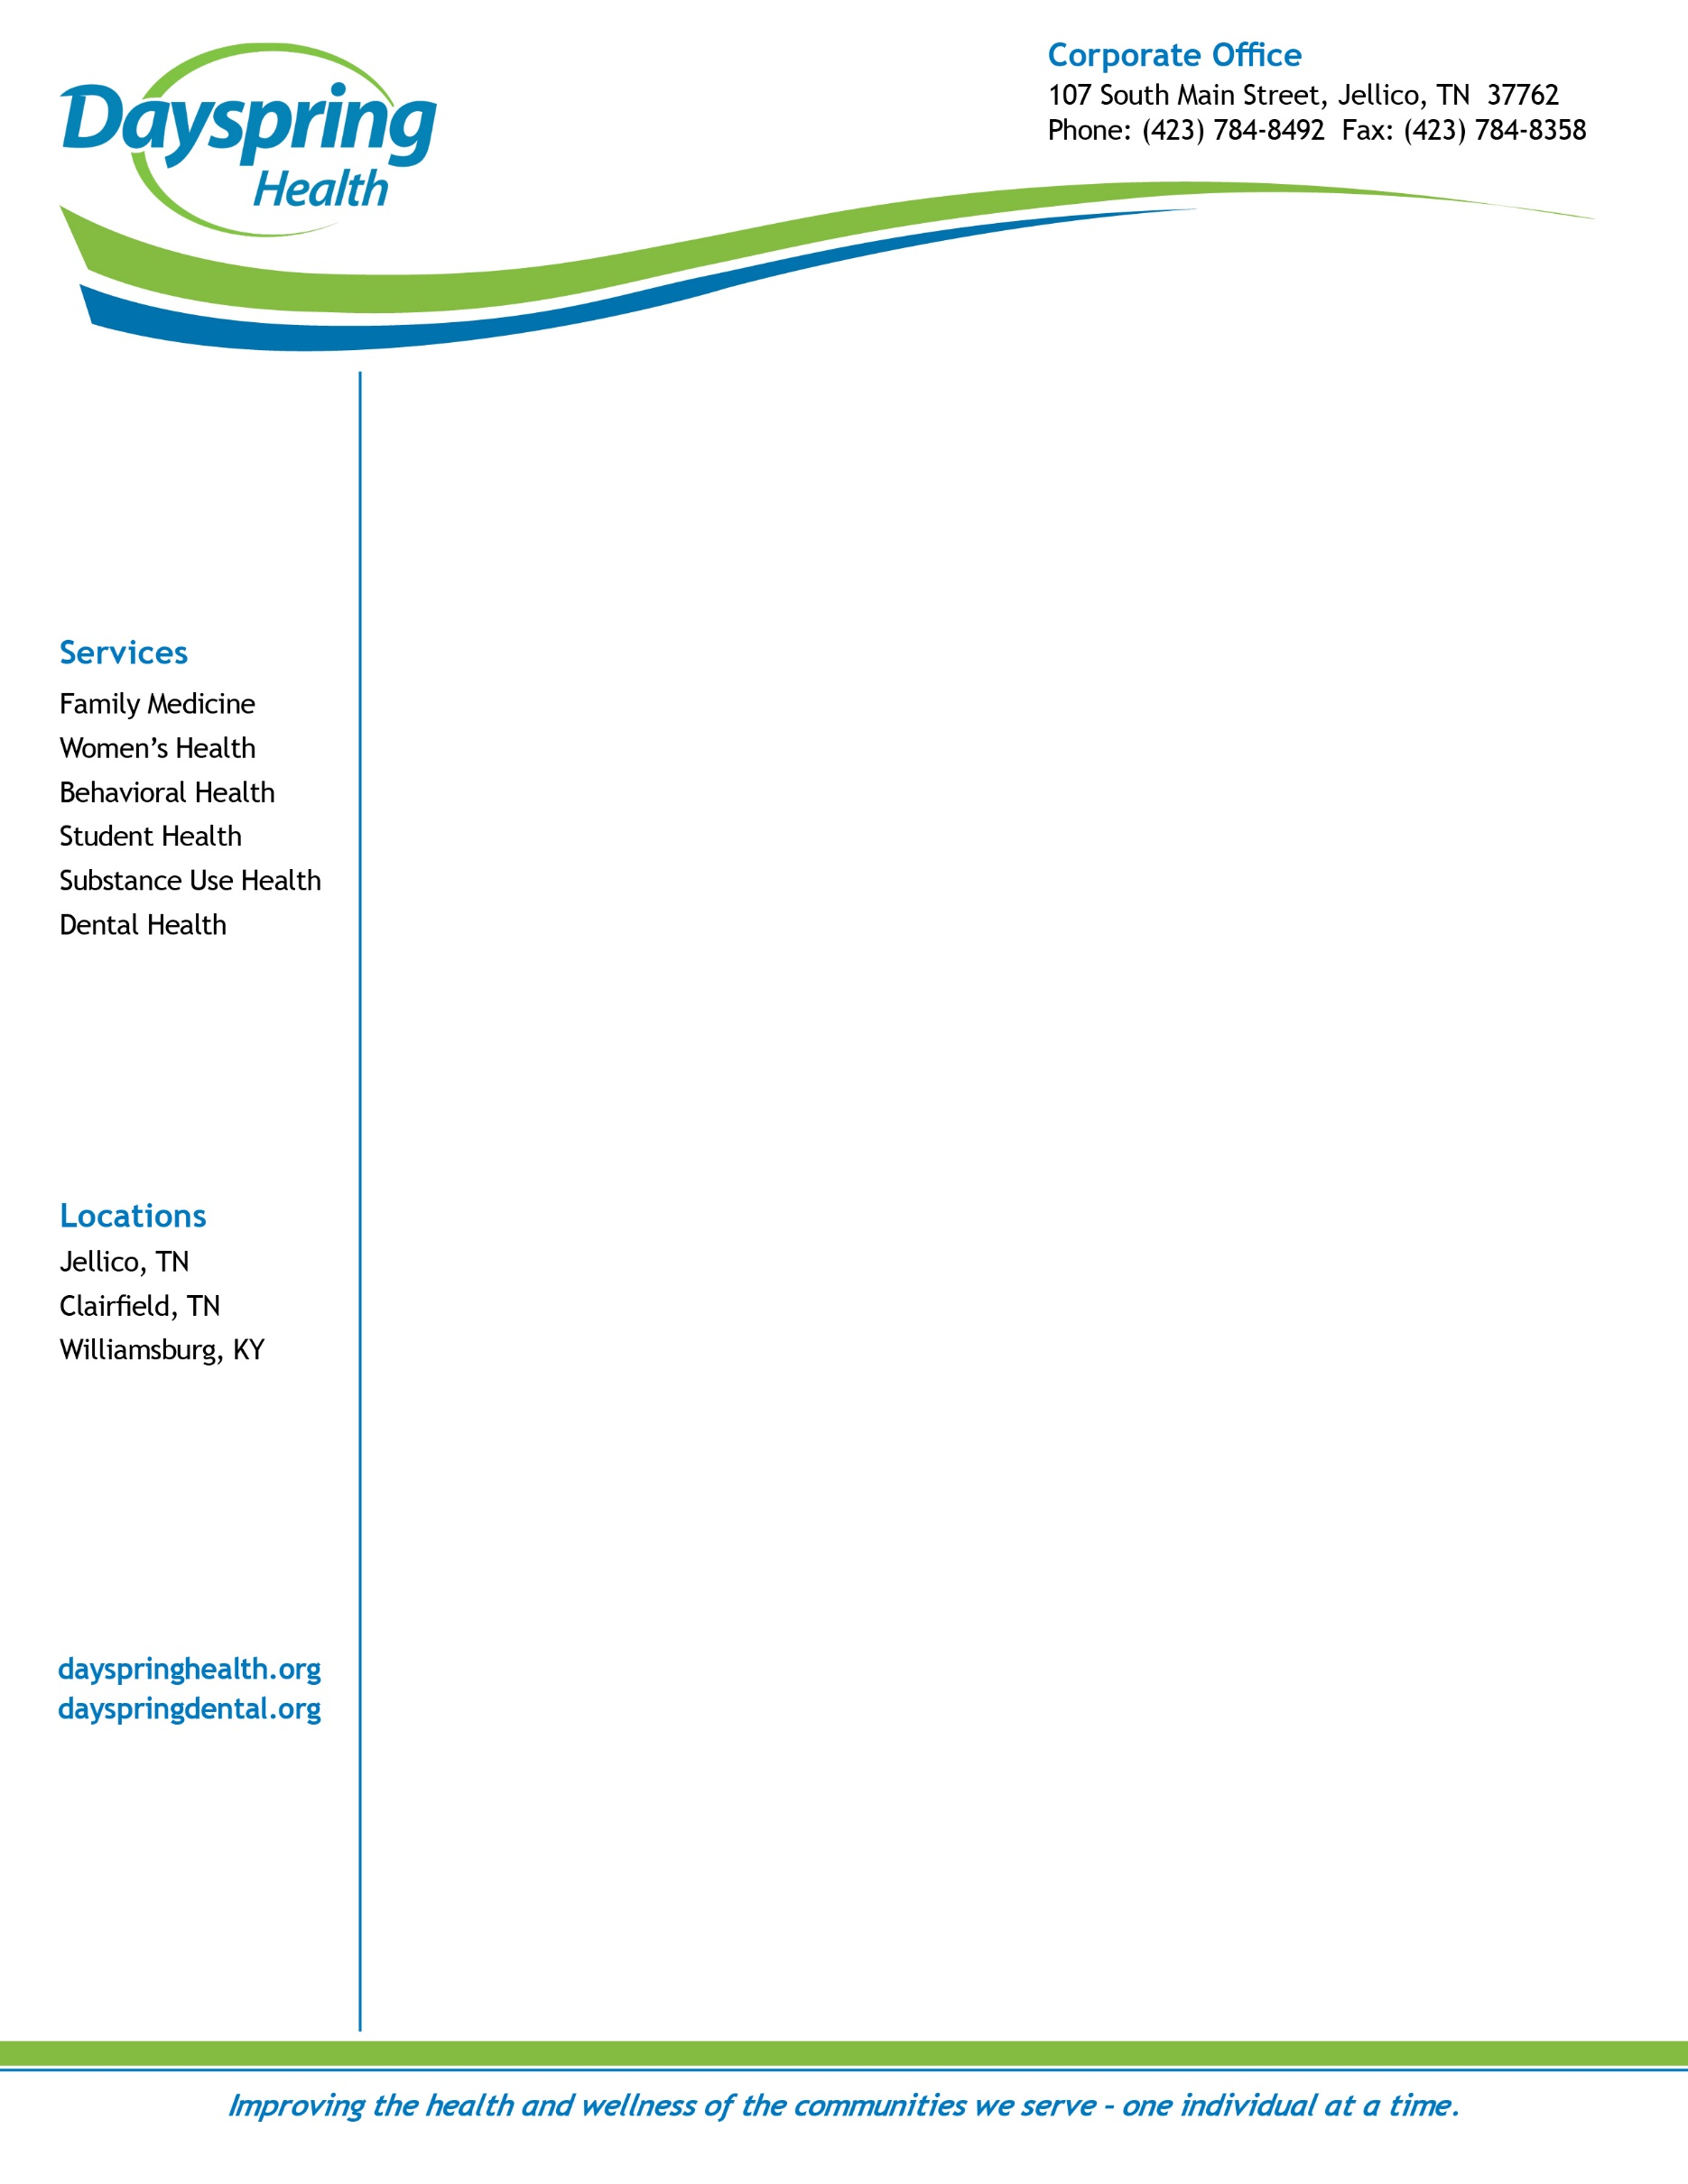 Dayspring
Health
Corporate Office
107 South Main Street, Jellico, TN  37762
Phone: (423) 784-8492  Fax: (423) 784-8358
Services
Family Medicine
Women’s Health
Behavioral Health
Student Health
Substance Use Health
Dental Health
Locations
Jellico, TN
Clairfield, TN
Williamsburg, KY
dayspringhealth.org
dayspringdental.org
Improving the health and wellness of the communities we serve - one individual at a time.